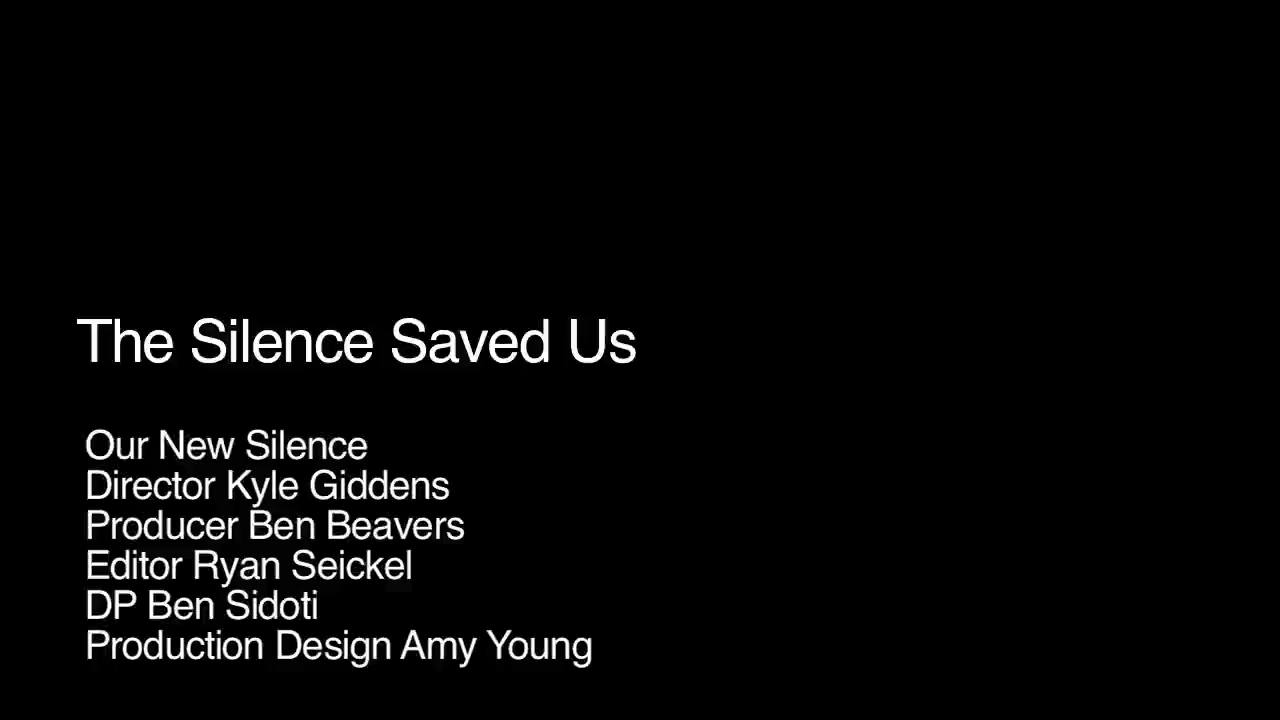 The Silence Saved Us
Our New Silence
Director Kyle Giddens
Producer Ben Beavers
Editor Ryan Seickel
DP Ben Sidoti
Production Design Amy Young